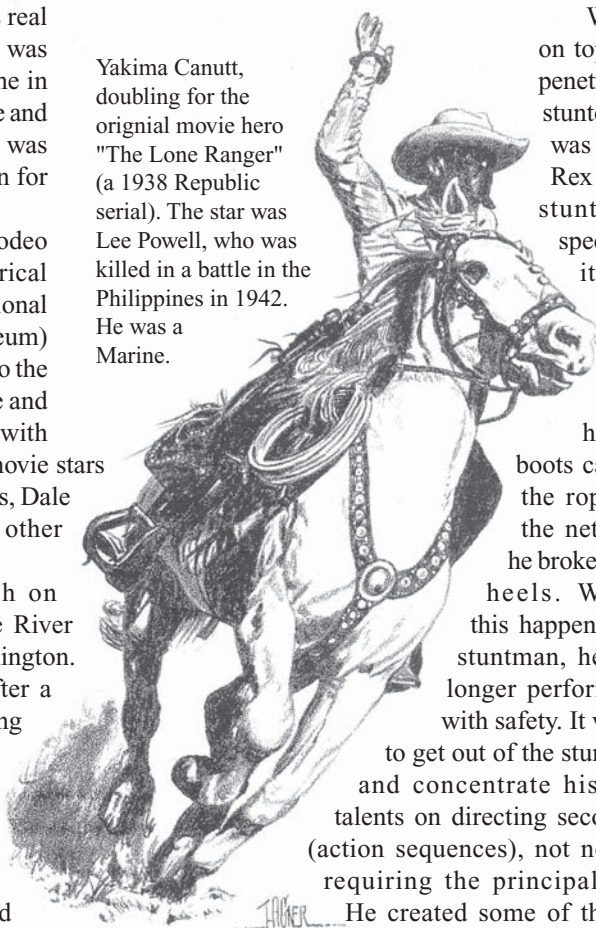 real
was
ne in
e and
was
n for
odeo
rical
ional
eum)
o the
e and
with
movie stars
s, Dale
other
h on
e River
ington.
fter a
ng
d
Yakima Canutt,
doubling for the
orignial movie hero
"The Lone Ranger"
(a 1938 Republic
serial). The star was
Lee Powell, who was
killed in a battle in the
Philippines in 1942.
He was a
Marine.
W
on top
penet
stunt
was
Rex
stunt
spec
it
h
boots ca
the rop
the net
he broke
heels. W
this happen
stuntman, he
longer perfor
with safety. It
to get out of the stu
and concentrate his
talents on directing seco
(action sequences), not ne
requiring the principal
He created some of th